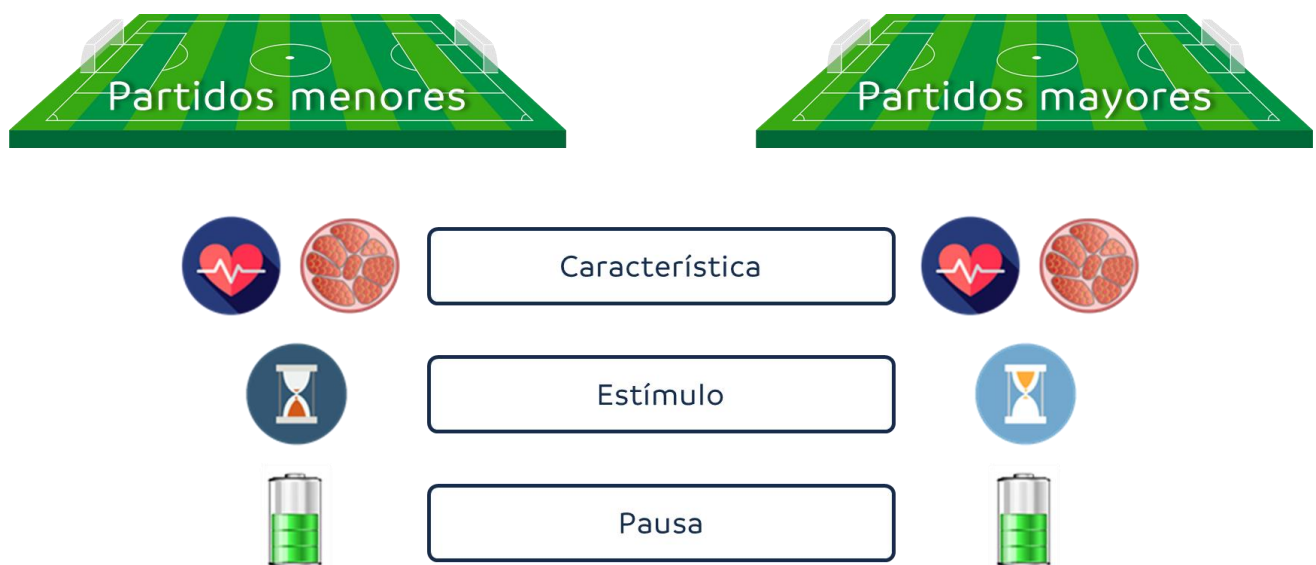 Partidos menores
Partidos mayores
Característica
Estímulo
Pausa